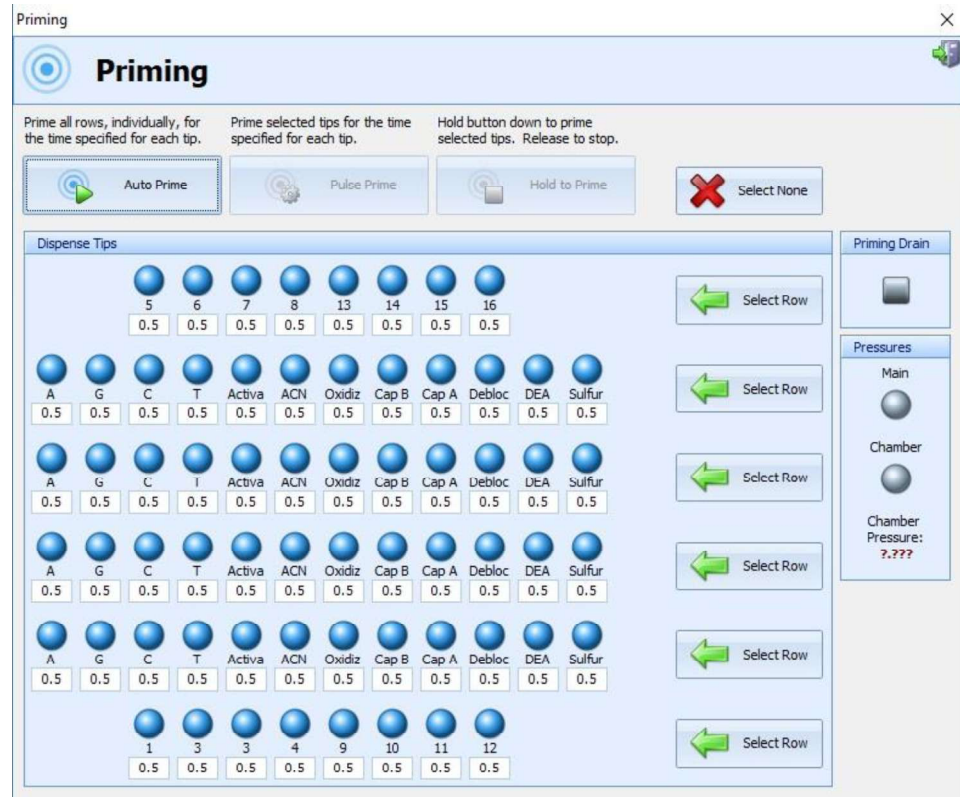 Priming
Priming
Prime all rows, individually, for
the time specified for each tip.
Prime selected tips for the time
specified for each tip.
Hold button down to prime
selected tips. Release to stop.
Auto Prime
Pulse Prime
Hold to Prime
Select None
Dispense Tips
5 6 7 8 13 14 15 16
0.5 0.5 0.5 0.5 0.5 0.5 0.5 0.5
Select Row
A G C T Activa ACN Oxidiz Cap B Cap A Debloc DEA Sulfur
0.5 0.5 0.5 0.5 0.5 0.5 0.5 0.5 0.5 0.5 0.5 0.5
Select Row
A G C T Activa ACN Oxidiz Cap B Cap A Debloc DEA Sulfur
0.5 0.5 0.5 0.5 0.5 0.5 0.5 0.5 0.5 0.5 0.5 0.5
Select Row
A G C T Activa ACN Oxidiz Cap B Cap A Debloc DEA Sulfur
0.5 0.5 0.5 0.5 0.5 0.5 0.5 0.5 0.5 0.5 0.5 0.5
Select Row
A G C T Activa ACN Oxidiz Cap B Cap A Debloc DEA Sulfur
0.5 0.5 0.5 0.5 0.5 0.5 0.5 0.5 0.5 0.5 0.5 0.5
Select Row
1 3 3 4 9 10 11 12
0.5 0.5 0.5 0.5 0.5 0.5 0.5 0.5
Select Row
Priming Drain
Pressures
Main
Chamber
Chamber
Pressure:
?.???